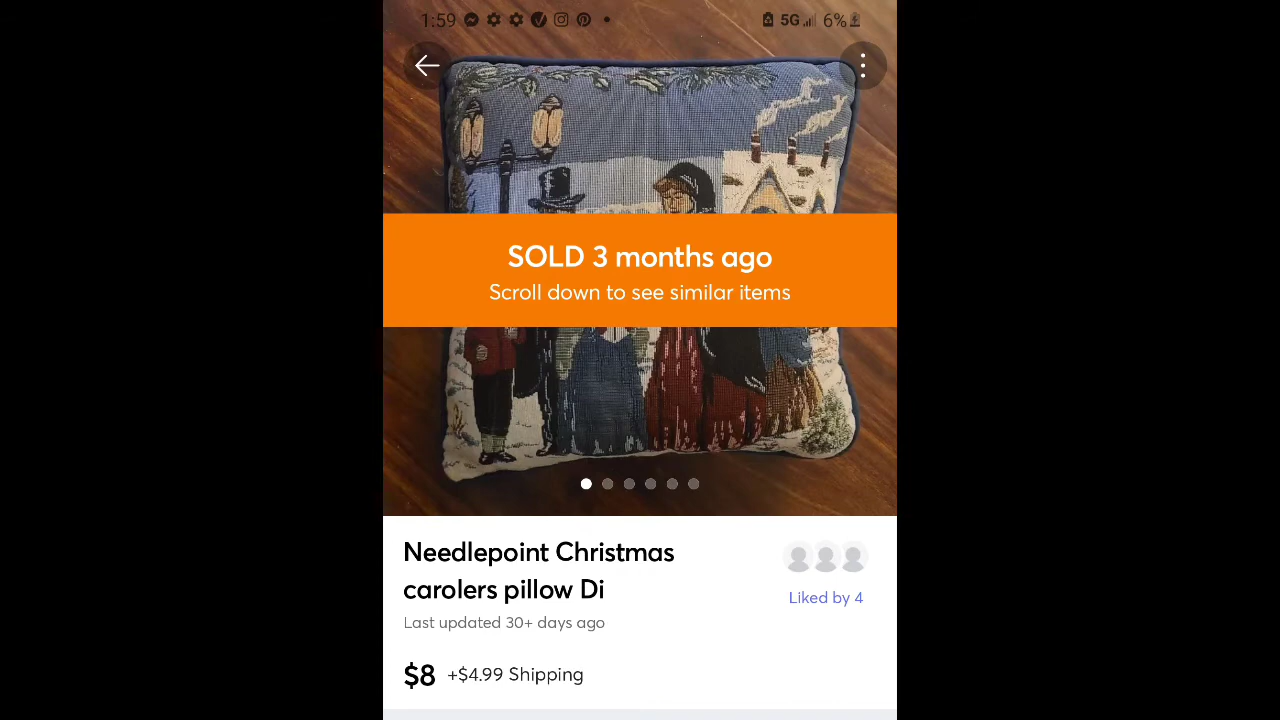 1:59 5G 6%
SOLD 3 months ago
Scroll down to see similar items
Needlepoint Christmas
carolers pillow Di
Liked by 4
Last updated 30+ days ago
$8 +$4.99 Shipping